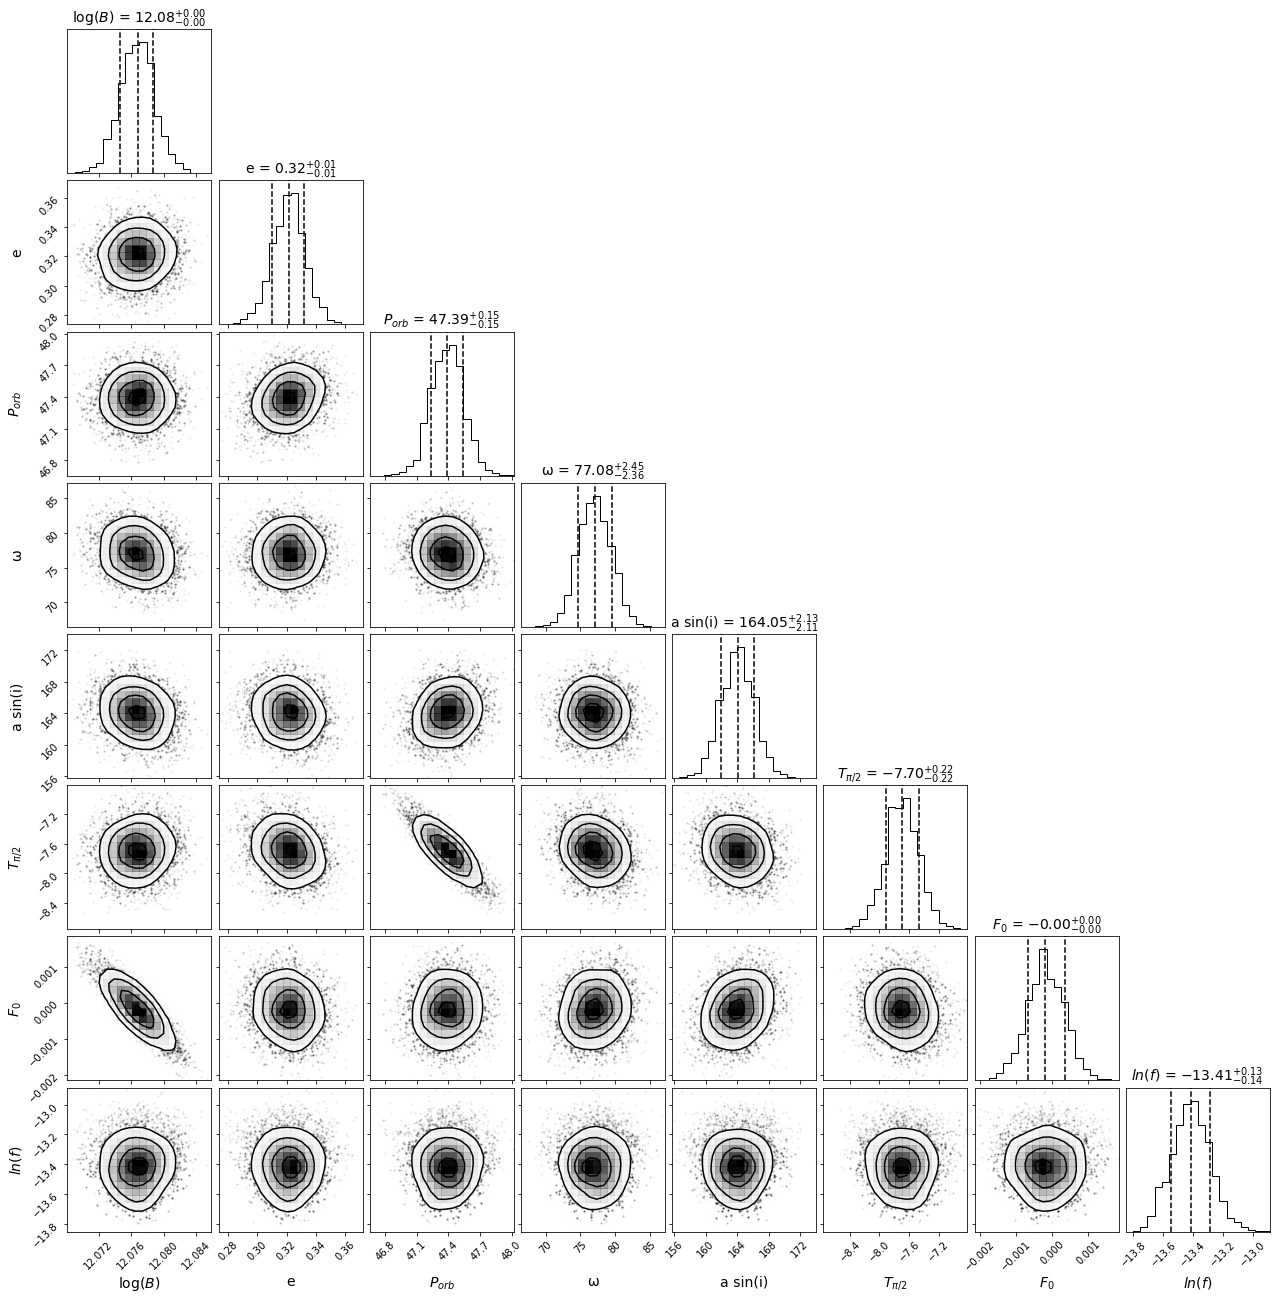 log(B) = 12.08+0.00 −0.00
e = 0.32+0.01 −0.01
0.36
0.34
0.32
0.30
0.28
e
P_orb = 47.39+0.15 −0.15
48.0
47.7
47.4
47.1
46.8
P_orb
ω = 77.08+2.45 −2.36
85
80
75
70
ω
a sin(i) = 164.05+2.13 −2.11
172
168
164
160
156
a sin(i)
T_π/2 = −7.70+0.22 −0.22
−7.2
−7.6
−8.0
−8.4
T_π/2
F_0 = −0.00+0.00 −0.00
0.001
0.000
−0.001
−0.002
F_0
ln(f) = −13.41+0.13 −0.14
−13.0
−13.2
−13.4
−13.6
−13.8
ln(f)
12.072 12.076 12.080 12.084 0.28 0.30 0.32 0.34 0.36 46.8 47.1 47.4 47.7 48.0 70 75 80 85 156 160 164 168 172 −8.4 −8.0 −7.6 −7.2 −0.002 −0.001 0.000 0.001 −13.8 −13.6 −13.4 −13.2 −13.0
log(B) e P_orb ω a sin(i) T_π/2 F_0 ln(f)